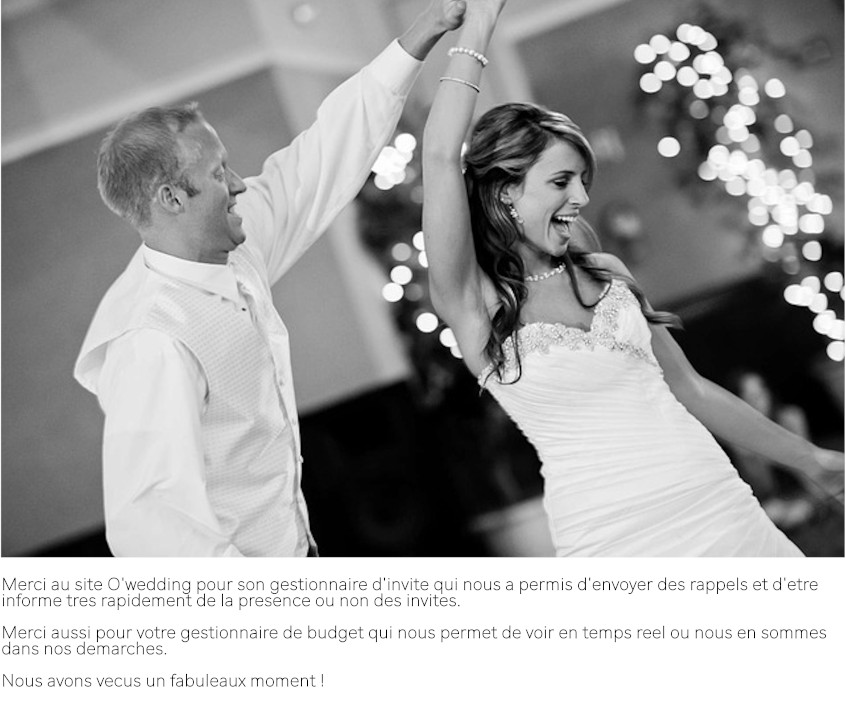 Merci au site O'wedding pour son gestionnaire d'invite qui nous a permis d'envoyer des rappels et d'etre
informe tres rapidement de la presence ou non des invites.
Merci aussi pour votre gestionnaire de budget qui nous permet de voir en temps reel ou nous en sommes
dans nos demarches.
Nous avons vecus un fabuleaux moment !